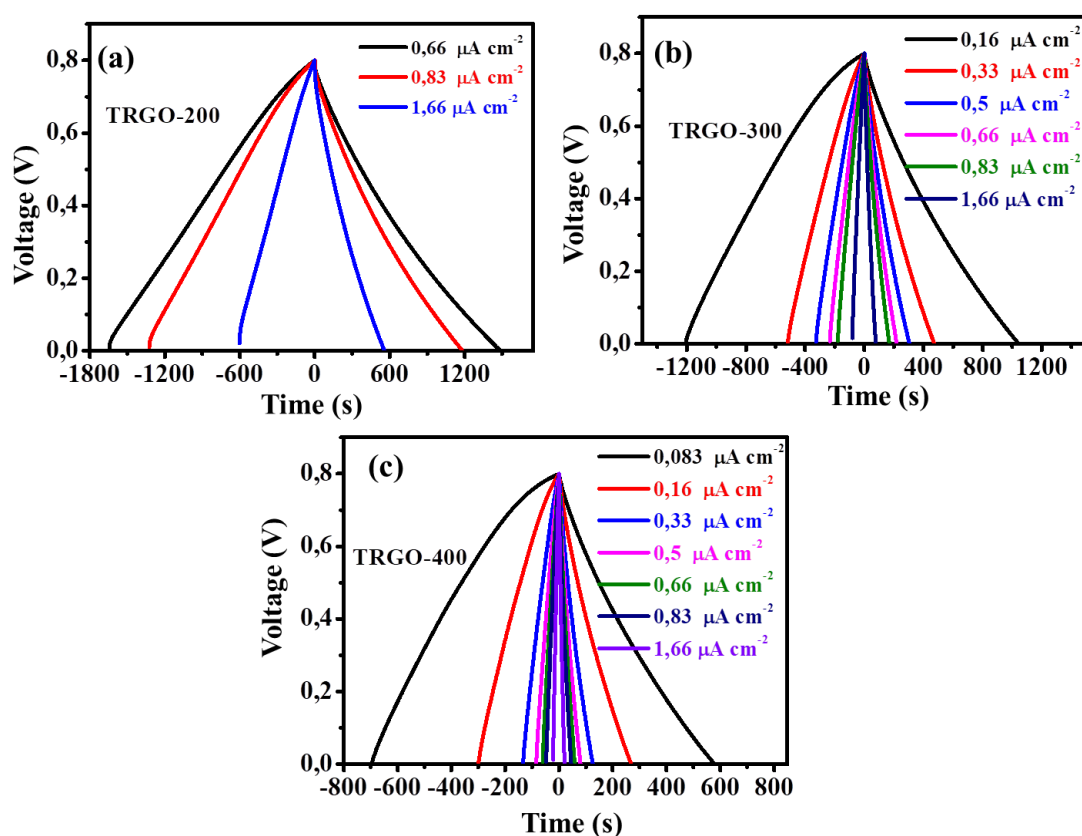 (a)
0,66 μA cm-2
0,83 μA cm-2
1,66 μA cm-2
TRGO-200
0,8
0,6
0,4
0,2
0,0
Voltage (V)
-1800 -1200 -600 0 600 1200
Time (s)
(b)
0,16 μA cm-2
0,33 μA cm-2
0,5 μA cm-2
0,66 μA cm-2
0,83 μA cm-2
1,66 μA cm-2
TRGO-300
0,8
0,6
0,4
0,2
0,0
Voltage (V)
-1200 -800 -400 0 400 800 1200
Time (s)
(c)
0,083 μA cm-2
0,16 μA cm-2
0,33 μA cm-2
0,5 μA cm-2
0,66 μA cm-2
0,83 μA cm-2
1,66 μA cm-2
TRGO-400
0,8
0,6
0,4
0,2
0,0
Voltage (V)
-800 -600 -400 -200 0 200 400 600 800
Time (s)